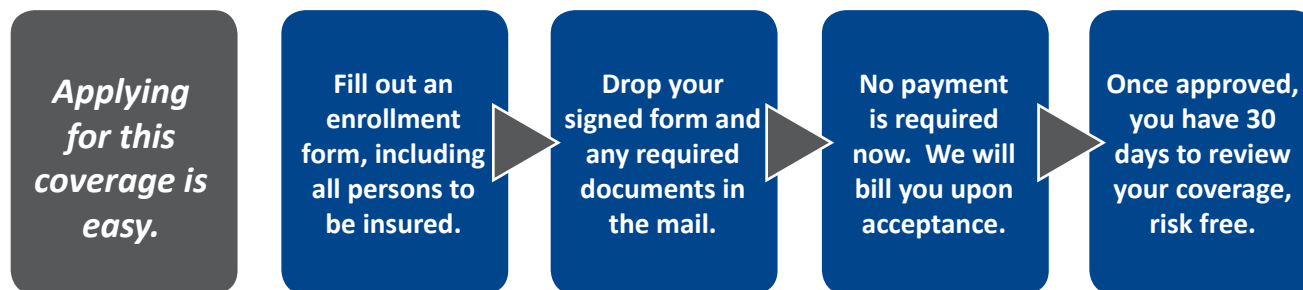 Applying
for this
coverage is
easy.
Fill out an
enrollment
form, including
all persons to
be insured.
Drop your
signed form and
any required
documents in
the mail.
No payment
is required
now.  We will
bill you upon
acceptance.
Once approved,
you have 30
days to review
your coverage,
risk free.